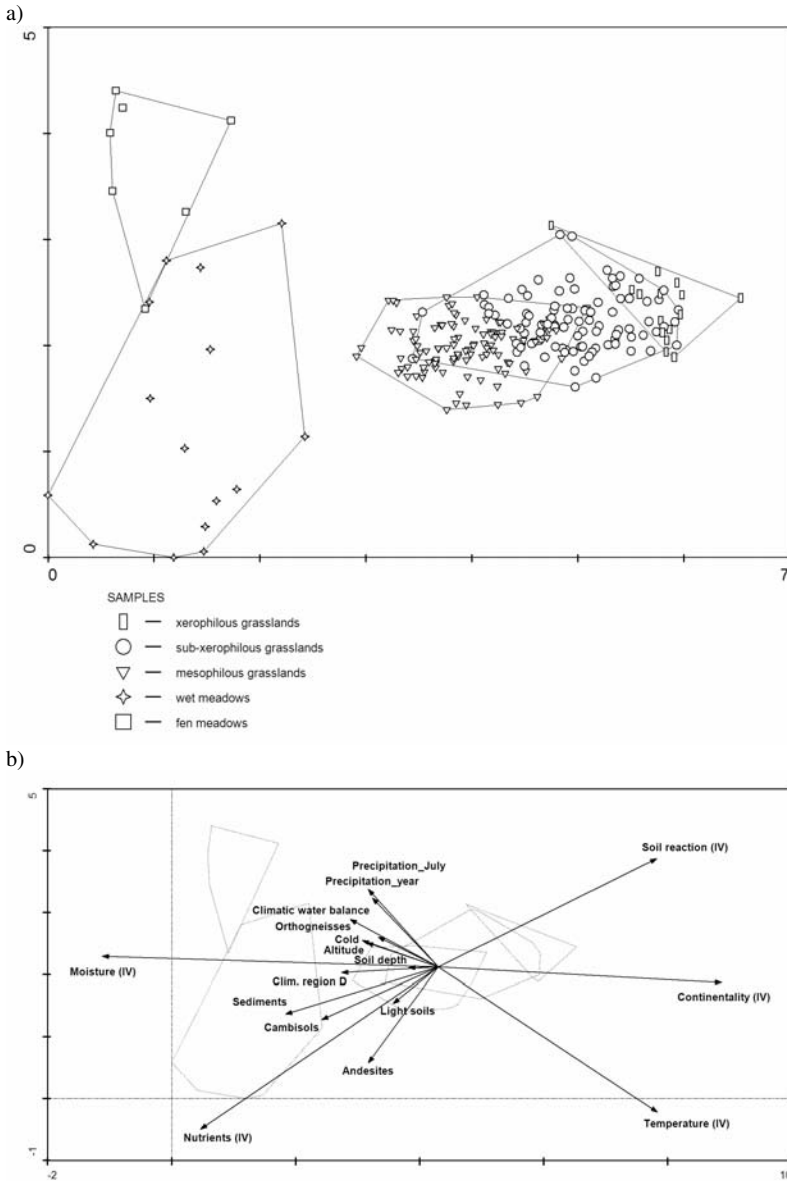 a)
5
0
0
7
SAMPLES
— xerophilous grasslands
— sub-xerophilous grasslands
— mesophilous grasslands
— wet meadows
— fen meadows
b)
5
Precipitation_July
Soil reaction (IV)
Precipitation_year
Climatic water balance
Orthogneisses
Cold
Altitude
Soil depth
Moisture (IV)
Clim. region D
Continentality (IV)
Sediments
Light soils
Cambisols
Andesites
Temperature (IV)
Nutrients (IV)
-1
-2
10